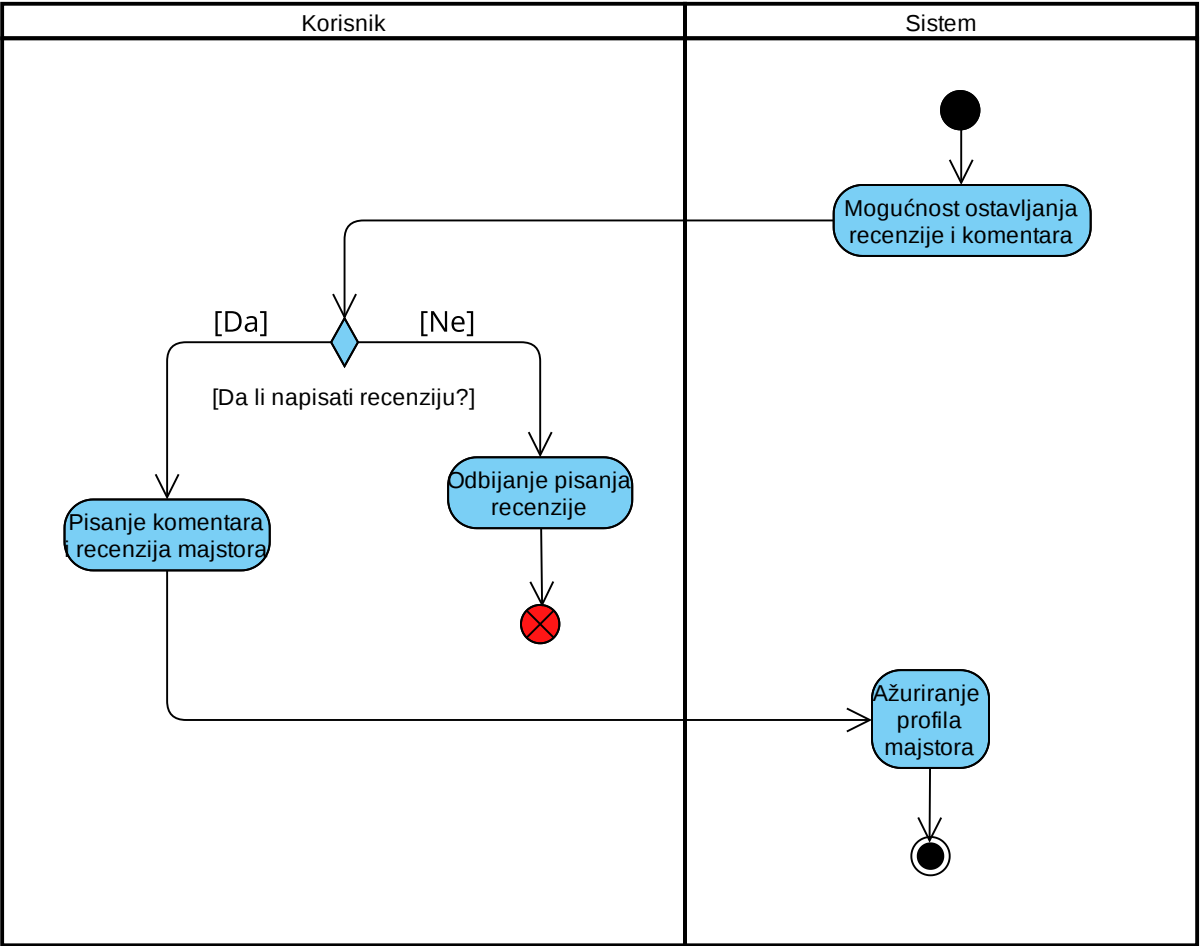 Korisnik
Sistem
Mogućnost ostavljanja
recenzije i komentara
[Da]
[Ne]
[Da li napisati recenziju?]
Odbijanje pisanja
recenzije
Pisanje komentara
i recenzija majstora
Ažuriranje
profila
majstora